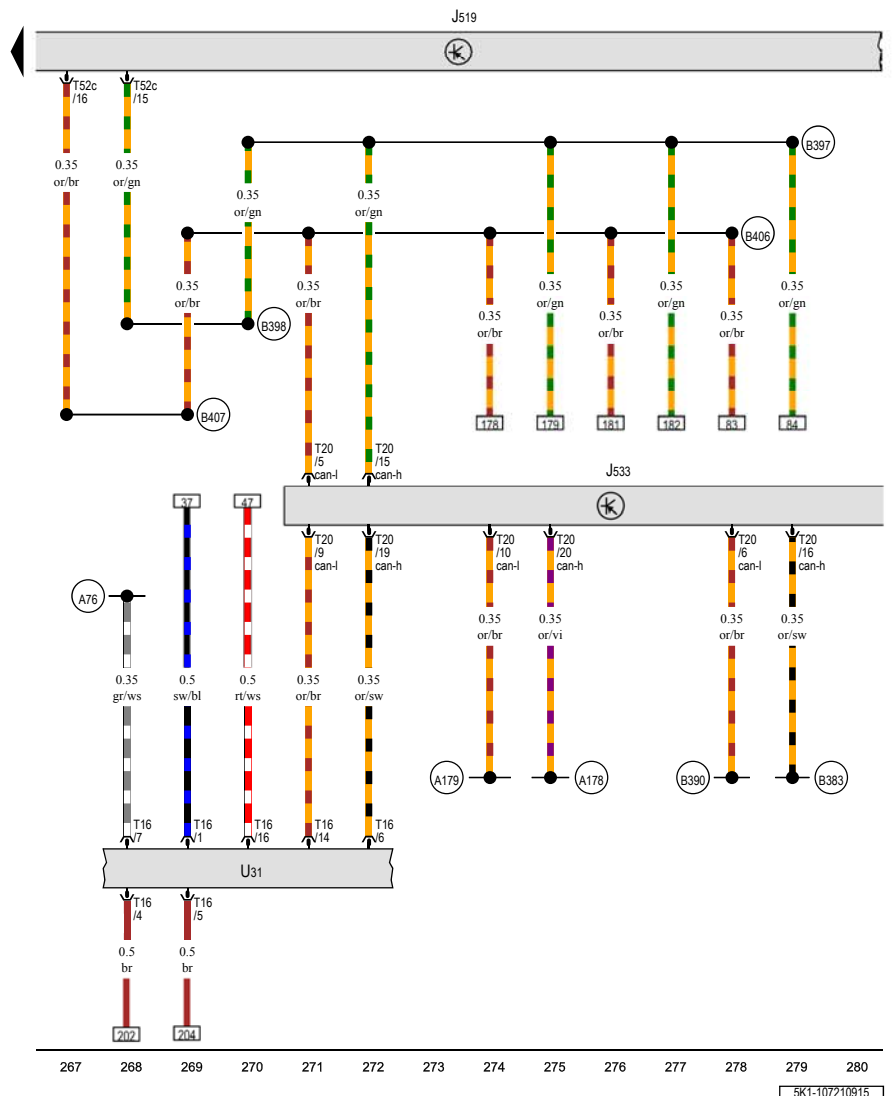 J519
T52c
/16
T52c
/15
0.35
or/br
0.35
or/gn
0.35
or/gn
0.35
or/gn
B397
B406
0.35
or/br
0.35
or/br
0.35
or/br
0.35
or/gn
0.35
or/br
0.35
or/gn
0.35
or/br
0.35
or/gn
B398
B407
178
179
181
182
83
84
T20
/5
can-l
T20
/15
can-h
J533
37
47
T20
/9
can-l
T20
/19
can-h
T20
/10
can-l
T20
/20
can-h
T20
/6
can-l
T20
/16
can-h
A76
0.35
or/br
0.35
or/vi
0.35
or/br
0.35
or/sw
0.35
gr/ws
0.5
sw/bl
0.5
rt/ws
0.35
or/br
0.35
or/sw
A179
A178
B390
B383
T16
/7
T16
/1
T16
/16
T16
/14
T16
/6
U31
T16
/4
T16
/5
0.5
br
0.5
br
202
204
267 268 269 270 271 272 273 274 275 276 277 278 279 280
5K1-107210915